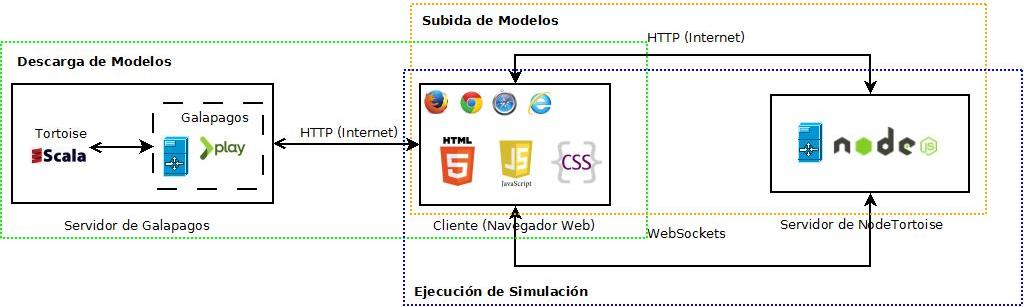 Subida de Modelos
HTTP (Internet)
Descarga de Modelos
Galapagos
Tortoise
Scala
play
HTTP (Internet)
HTML
5
JS
JavaScript
{CSS}
node
JS
Servidor de Galapagos
Cliente (Navegador Web)
WebSockets
Servidor de NodeTortoise
Ejecución de Simulación